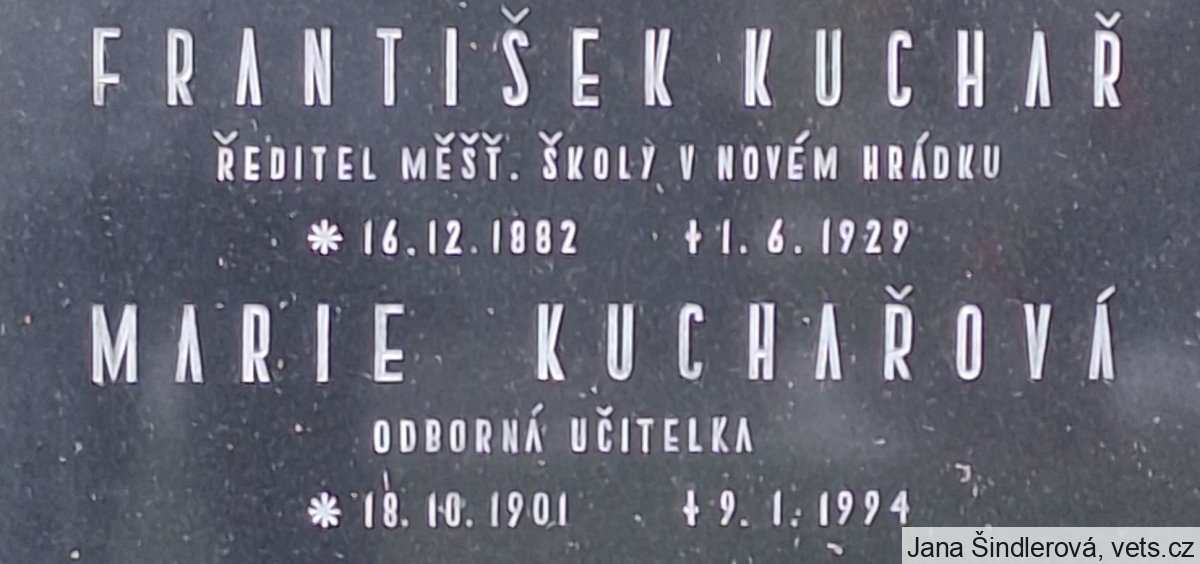 FRANTIŠEK KUCHAŘ
ŘEDITEL MĚŠŤ. ŠKOLY V NOVÉM HRÁDKU
* 16.12.1882 † 1. 6. 1929
MARIE KUCHAŘOVÁ
ODBORNÁ UČITELKA
* 18.10.1901 † 9. 1. 1994
Jana Šindlerová, vets.cz